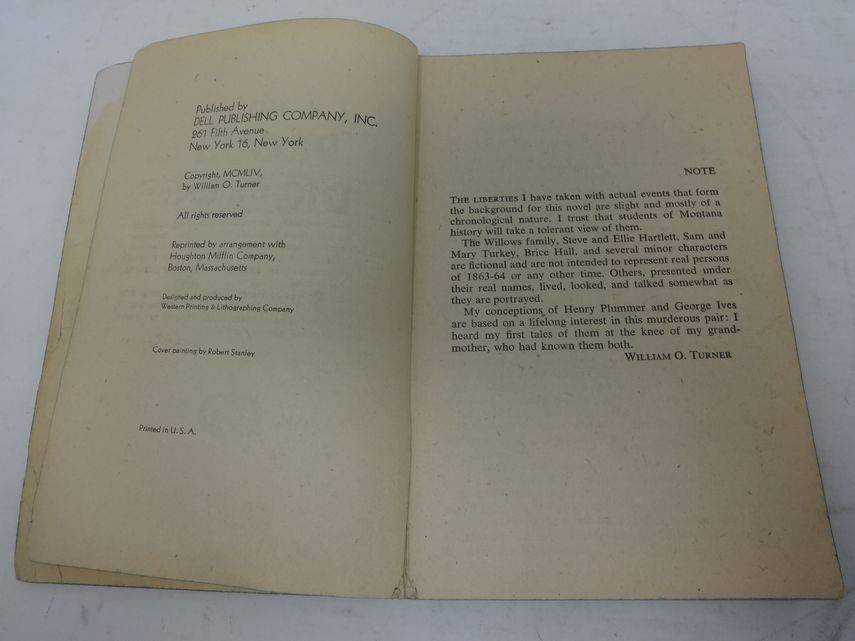 Published by
DELL PUBLISHING COMPANY, INC.
261 Fifth Avenue
New York 16, New York
Copyright, MCMLIV,
by William O. Turner
All rights reserved
Reprinted by arrangement with
Houghton Mifflin Company,
Boston, Massachusetts
Designed and produced by
Western Printing & Lithographing Company
Cover painting by Robert Stanley
Printed in U. S. A.
NOTE
THE LIBERTIES I have taken with actual events that form
the background for this novel are slight and mostly of a
chronological nature. I trust that students of Montana
history will take a tolerant view of them.
The Willows family, Steve and Ellie Hartlett, Sam and
Mary Turkey, Brice Hall, and several minor characters
are fictional and are not intended to represent real persons
of 1863-64 or any other time. Others, presented under
their real names, lived, looked, and talked somewhat as
they are portrayed.
My conceptions of Henry Plummer and George Ives
are based on a lifelong interest in this murderous pair: I
heard my first tales of them at the knee of my grand-
mother, who had known them both.
WILLIAM O. TURNER